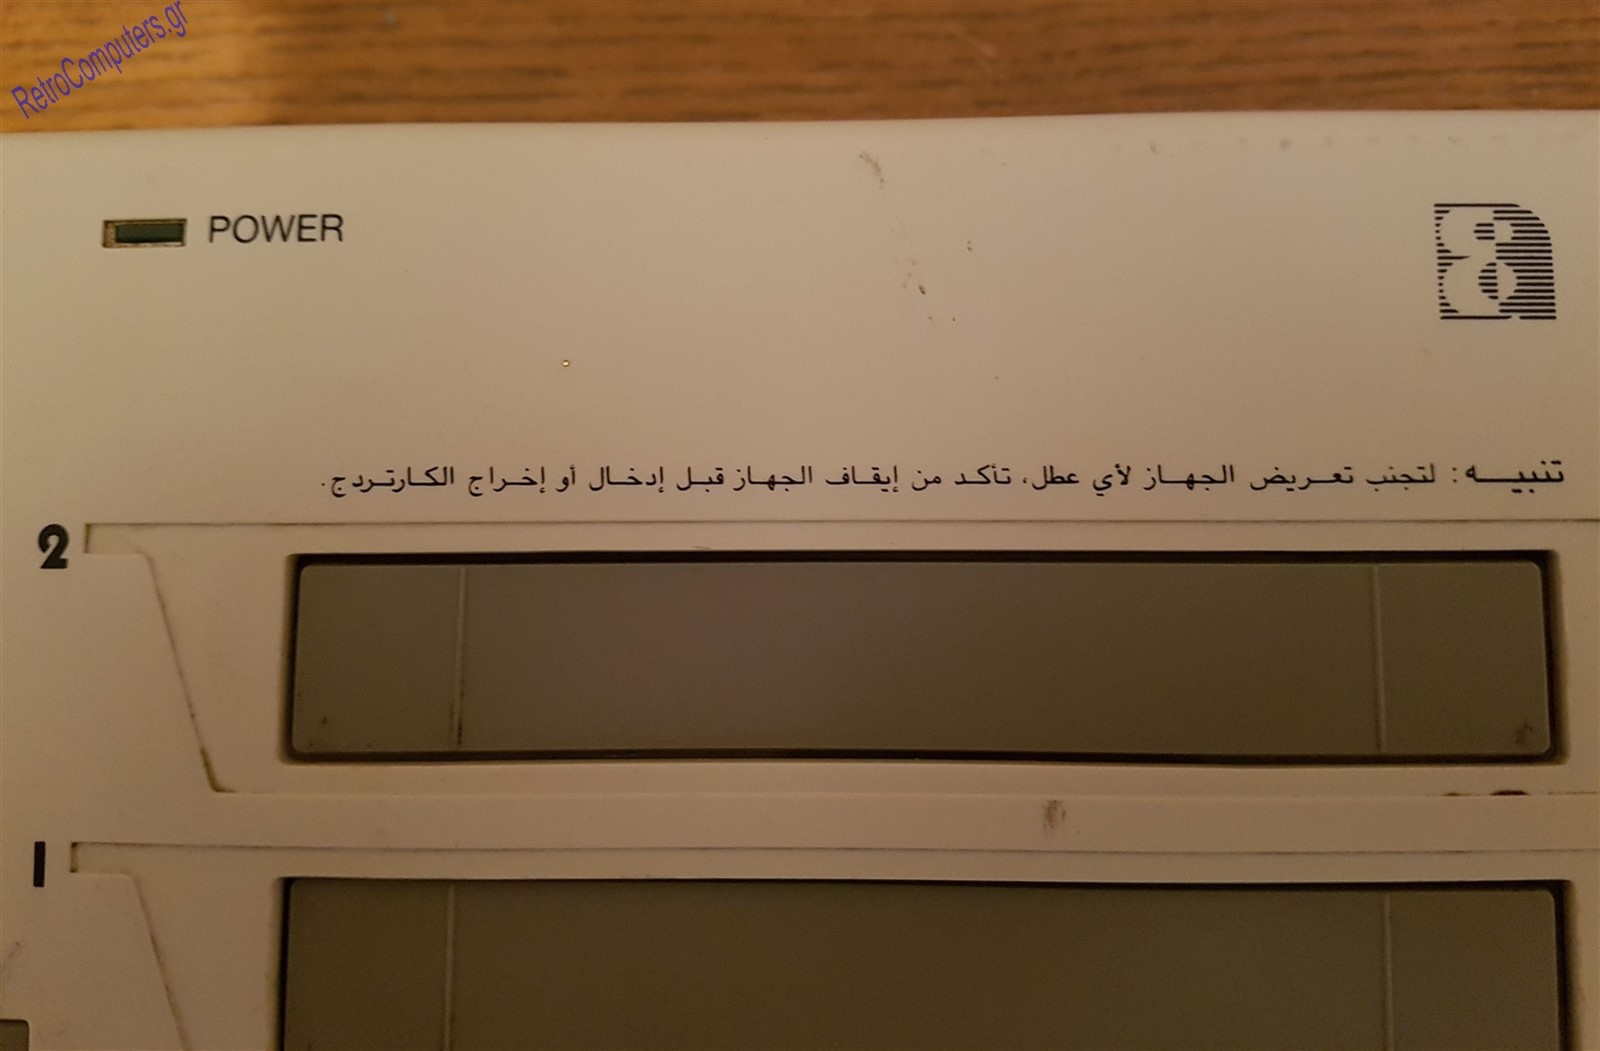 RetroComputers.gr
POWER
8
تنبيه : لتجنب تعريض الجهاز لأي عطل، تأكد من إيقاف الجهاز قبل إدخال أو إخراج الكارتردج.
2
1